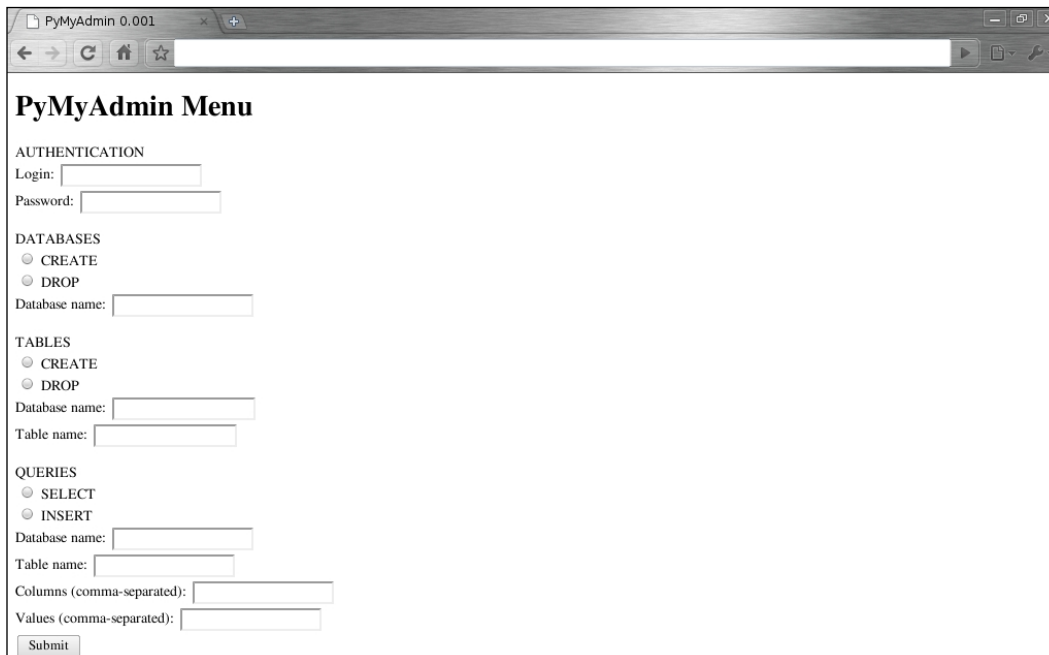 PyMyAdmin 0.001
PyMyAdmin Menu
AUTHENTICATION
Login:
Password:
DATABASES
CREATE
DROP
Database name:
TABLES
CREATE
DROP
Database name:
Table name:
QUERIES
SELECT
INSERT
Database name:
Table name:
Columns (comma-separated):
Values (comma-separated):
Submit